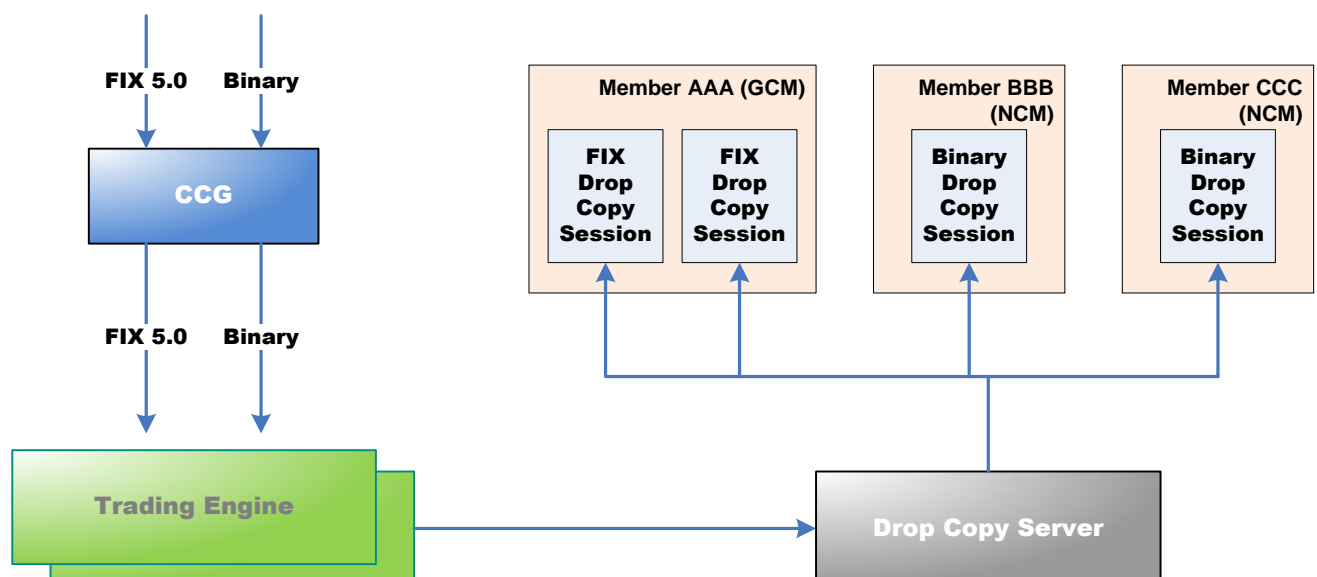 FIX 5.0
Binary
CCG
FIX 5.0
Binary
Trading Engine
Member AAA (GCM)
FIX
Drop
Copy
Session
FIX
Drop
Copy
Session
Member BBB
(NCM)
Binary
Drop
Copy
Session
Member CCC
(NCM)
Binary
Drop
Copy
Session
Drop Copy Server